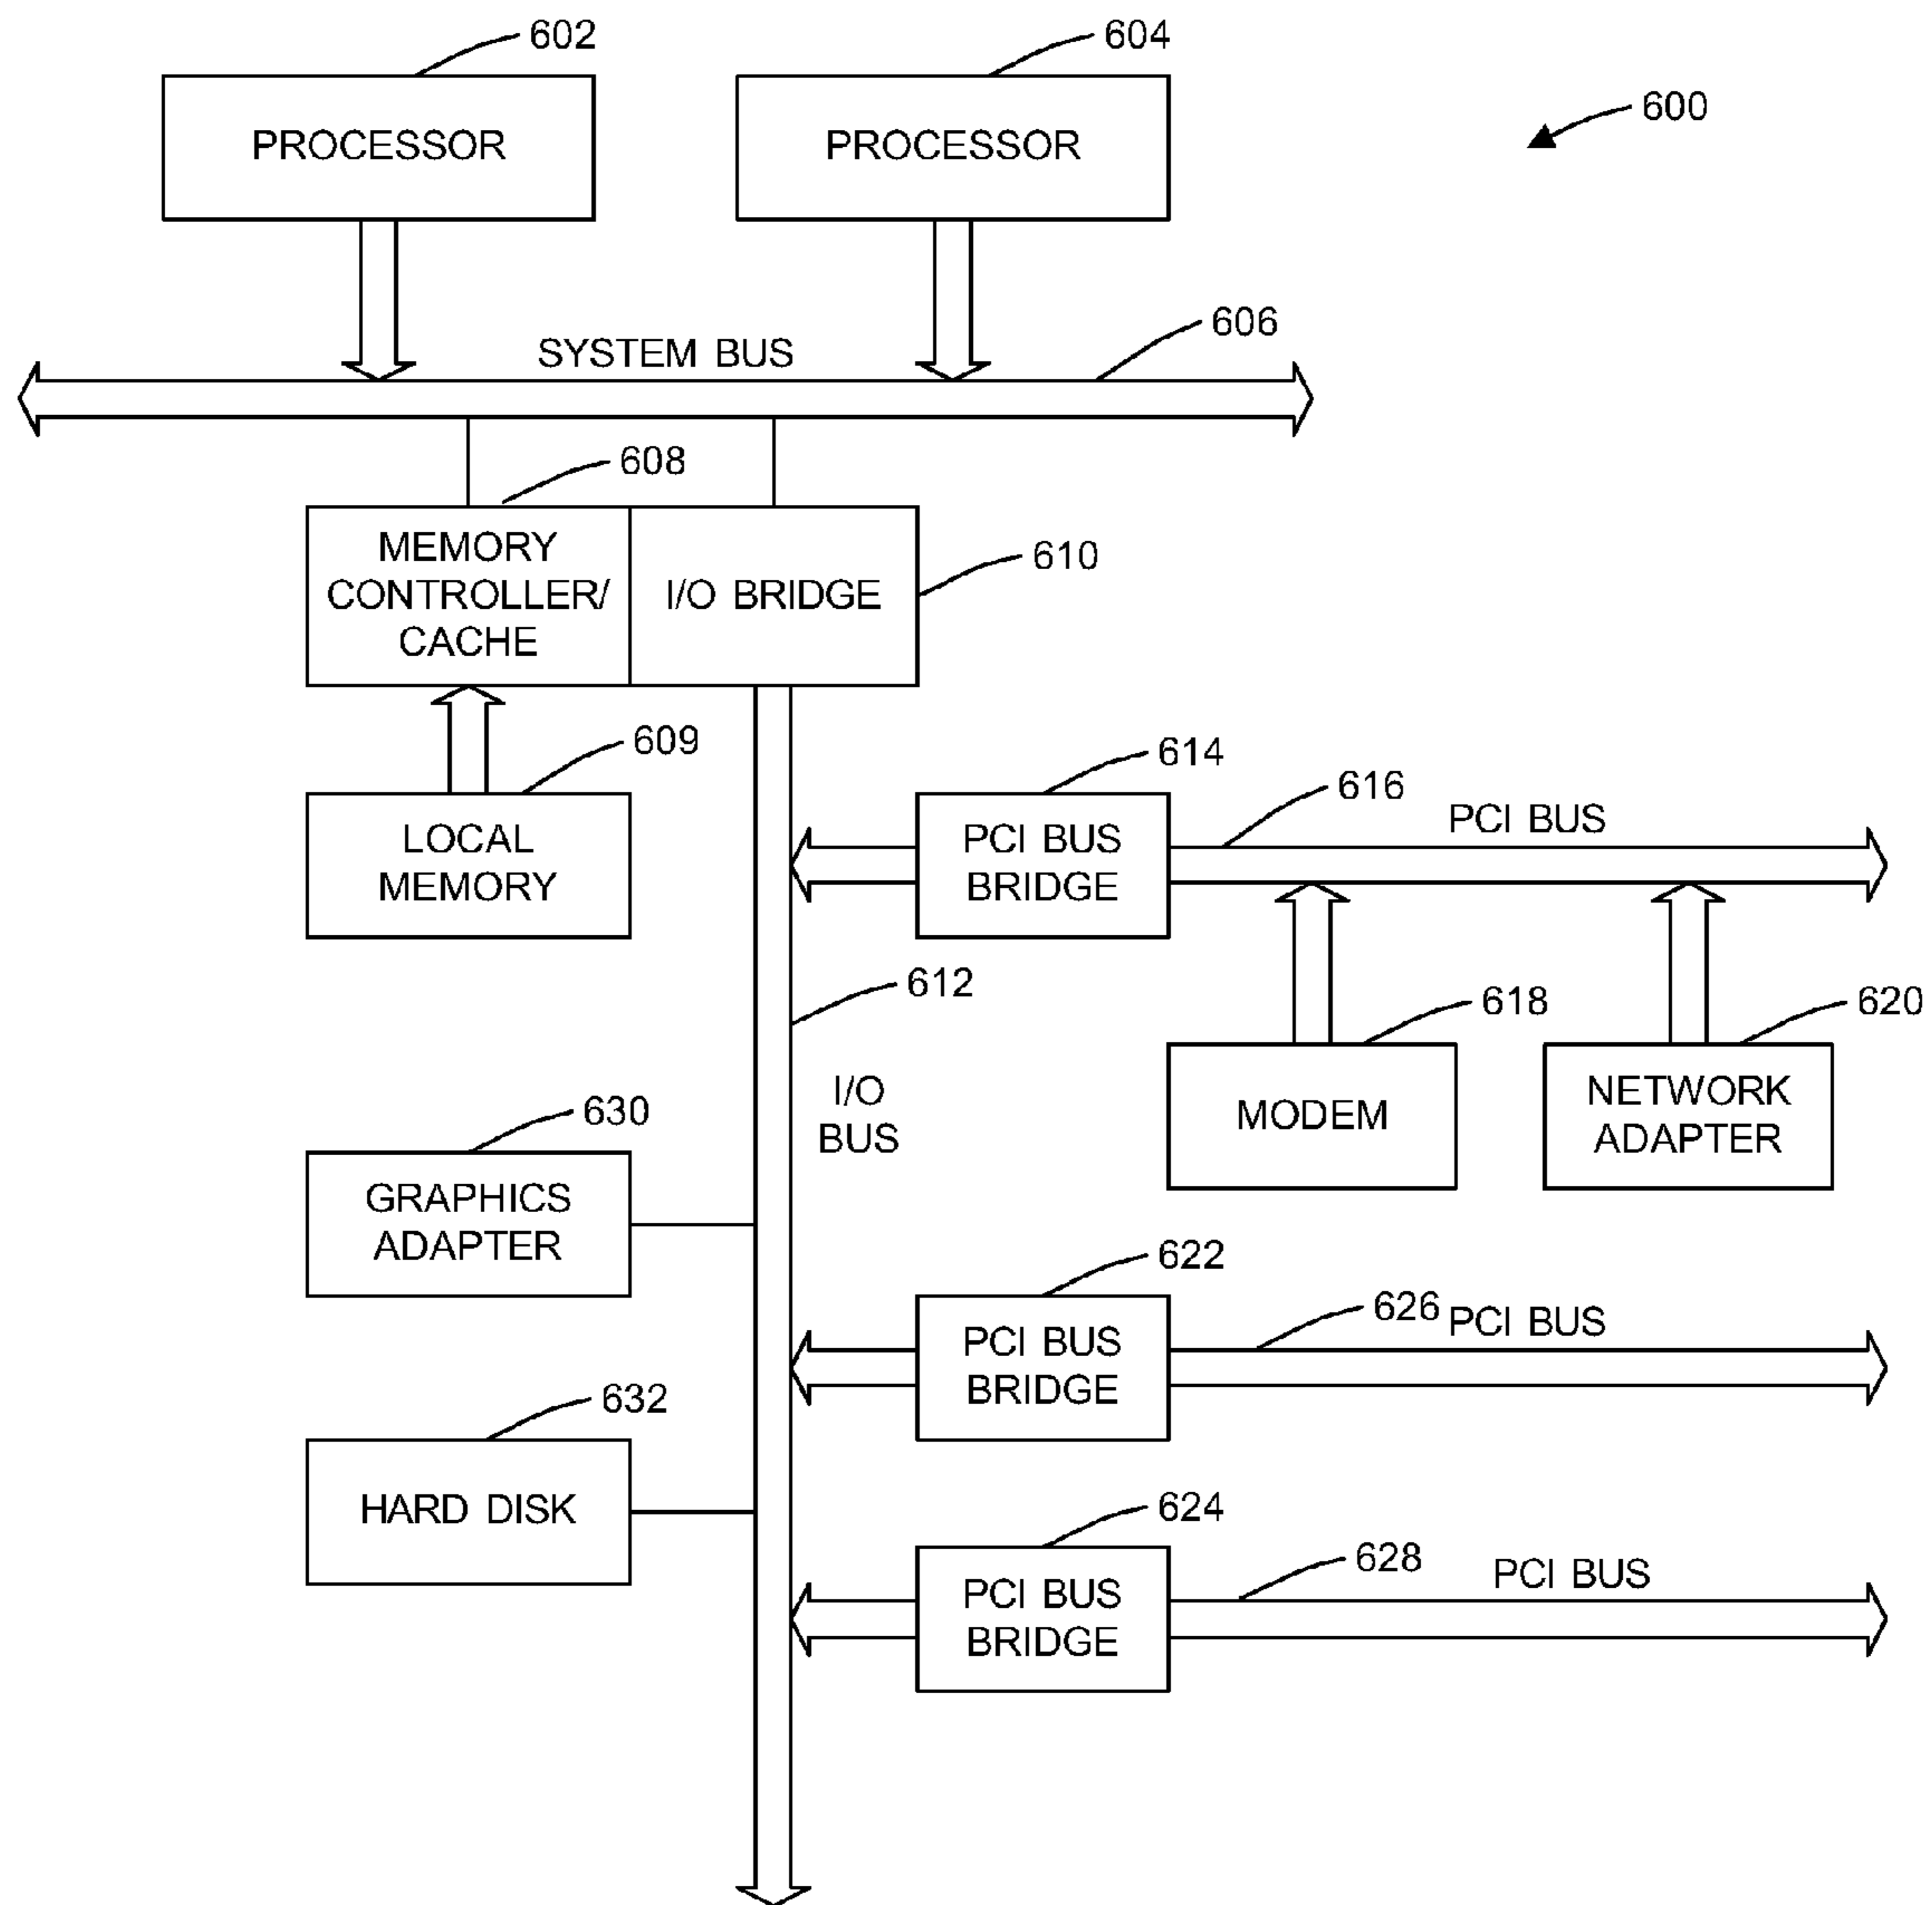 602
604
600
PROCESSOR
PROCESSOR
606
SYSTEM BUS
608
MEMORY
CONTROLLER/
CACHE
I/O BRIDGE
610
609
LOCAL
MEMORY
614
616
PCI BUS
PCI BUS
BRIDGE
612
618
620
I/O
BUS
MODEM
NETWORK
ADAPTER
630
GRAPHICS
ADAPTER
622
626
PCI BUS
PCI BUS
BRIDGE
632
HARD DISK
624
628
PCI BUS
PCI BUS
BRIDGE